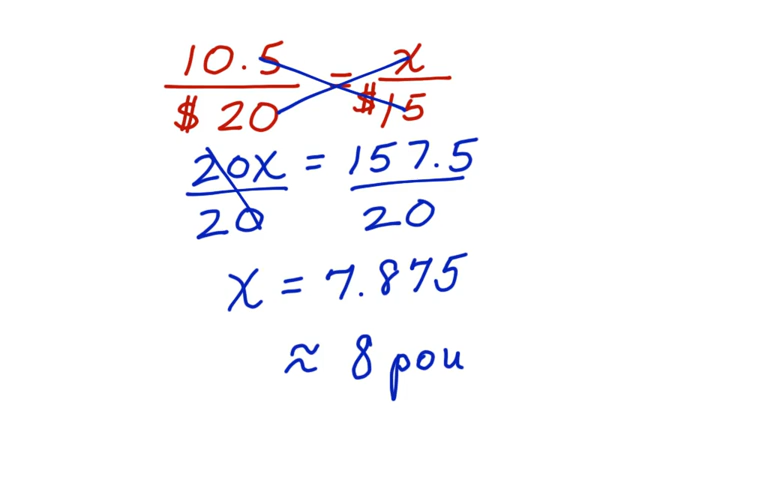 10.5 = x
$ 20 $15
20x = 157.5
20 20
x = 7.875
≈ 8 pou